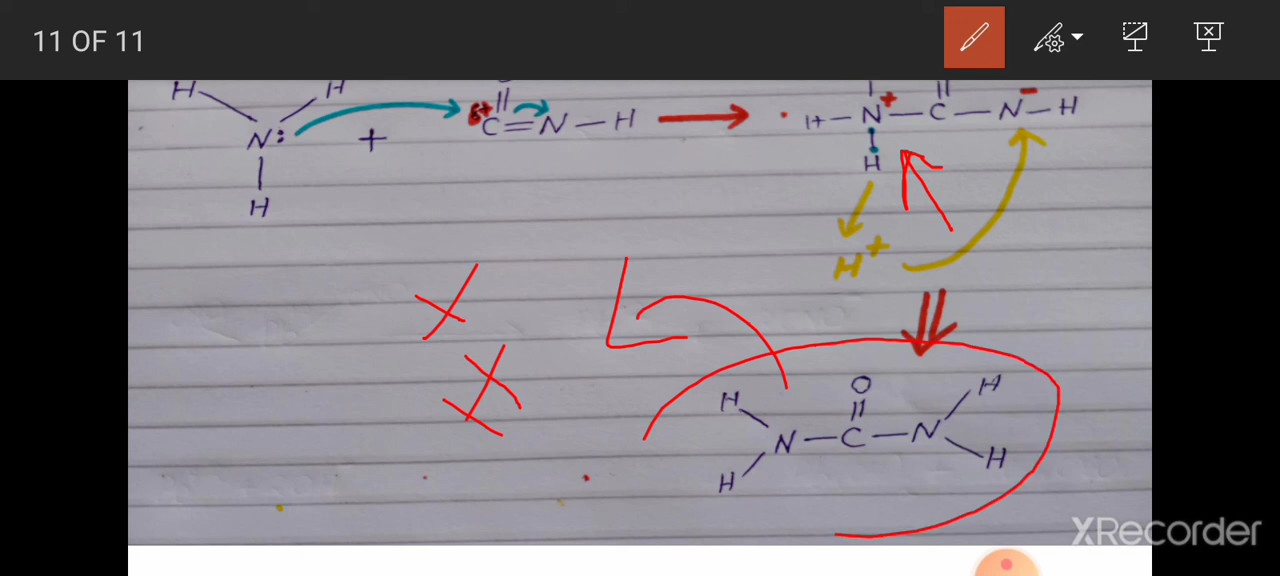 11 OF 11
H H H
δ+ || || + −
N: + C = N — H H — N — C — N — H
H H
H+
O
H || H
N — C — N
H H
XRecorder